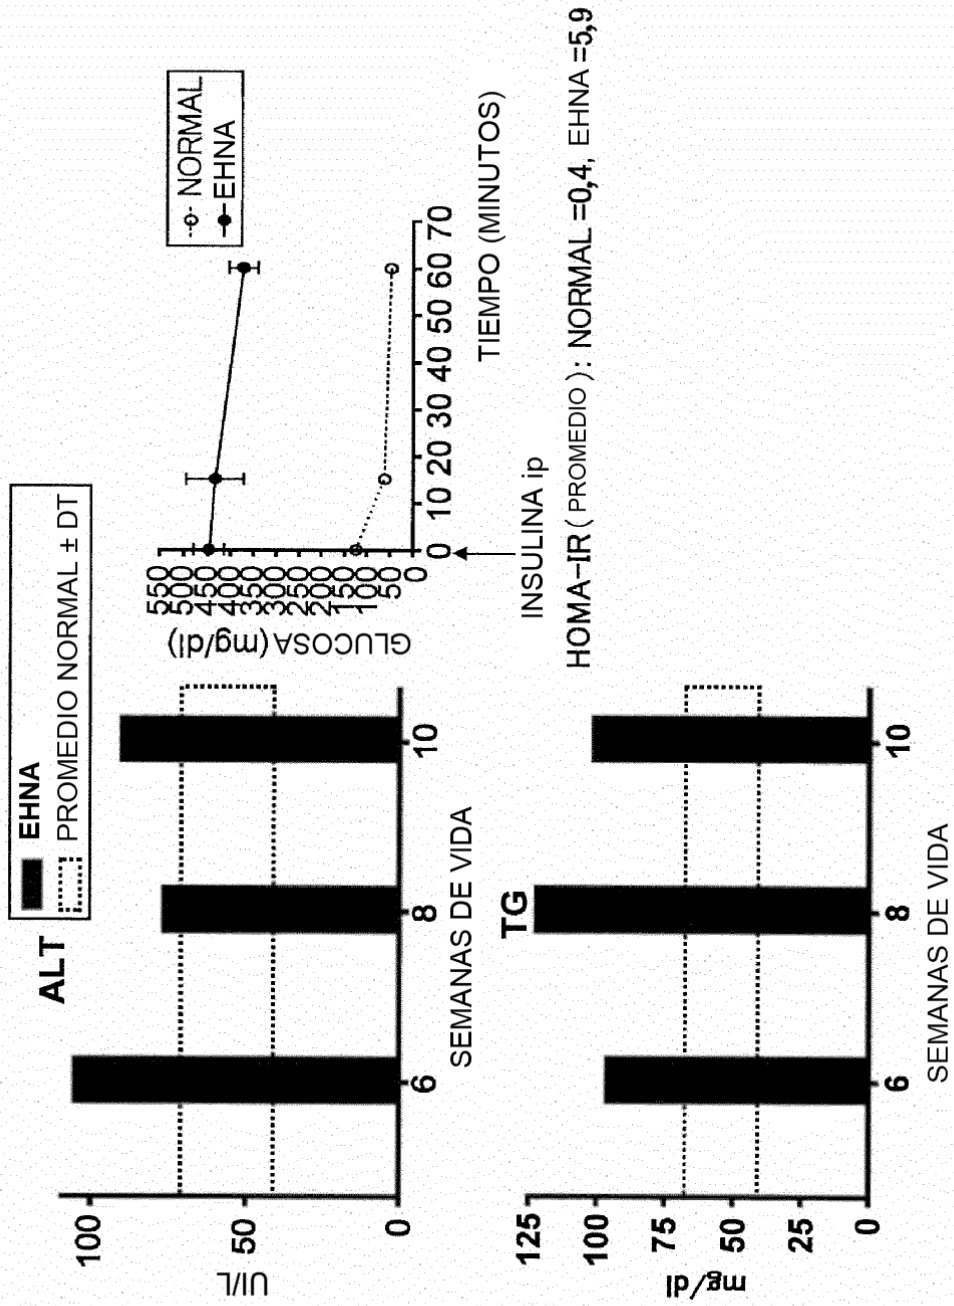 EHNA
PROMEDIO NORMAL ± DT
ALT
UI/L
100
50
0
6
8
10
SEMANAS DE VIDA
TG
mg/dl
125
100
75
50
25
0
6
8
10
SEMANAS DE VIDA
NORMAL
EHNA
GLUCOSA (mg/dl)
550
500
450
400
350
300
250
200
150
100
50
0
0 10 20 30 40 50 60 70
TIEMPO (MINUTOS)
INSULINA ip
HOMA-IR ( PROMEDIO ): NORMAL =0,4, EHNA =5,9